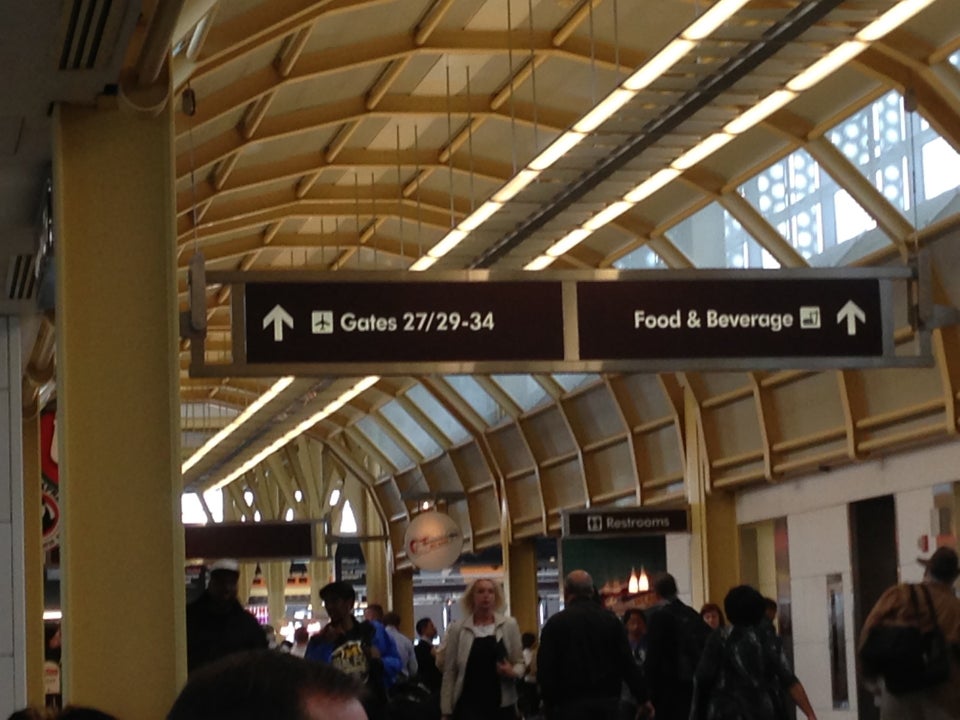 Gates 27/29-34
Food & Beverage
Restrooms